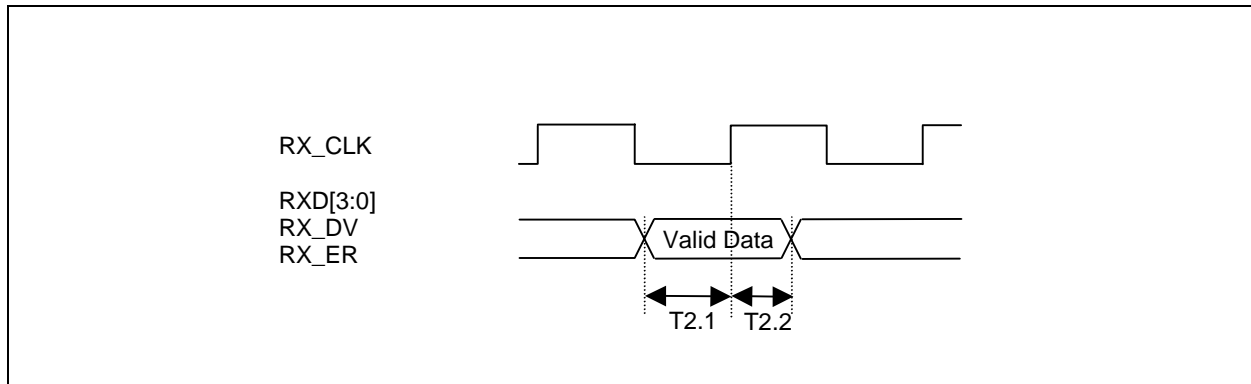 RX_CLK
RXD[3:0]
RX_DV
RX_ER
Valid Data
T2.1
T2.2